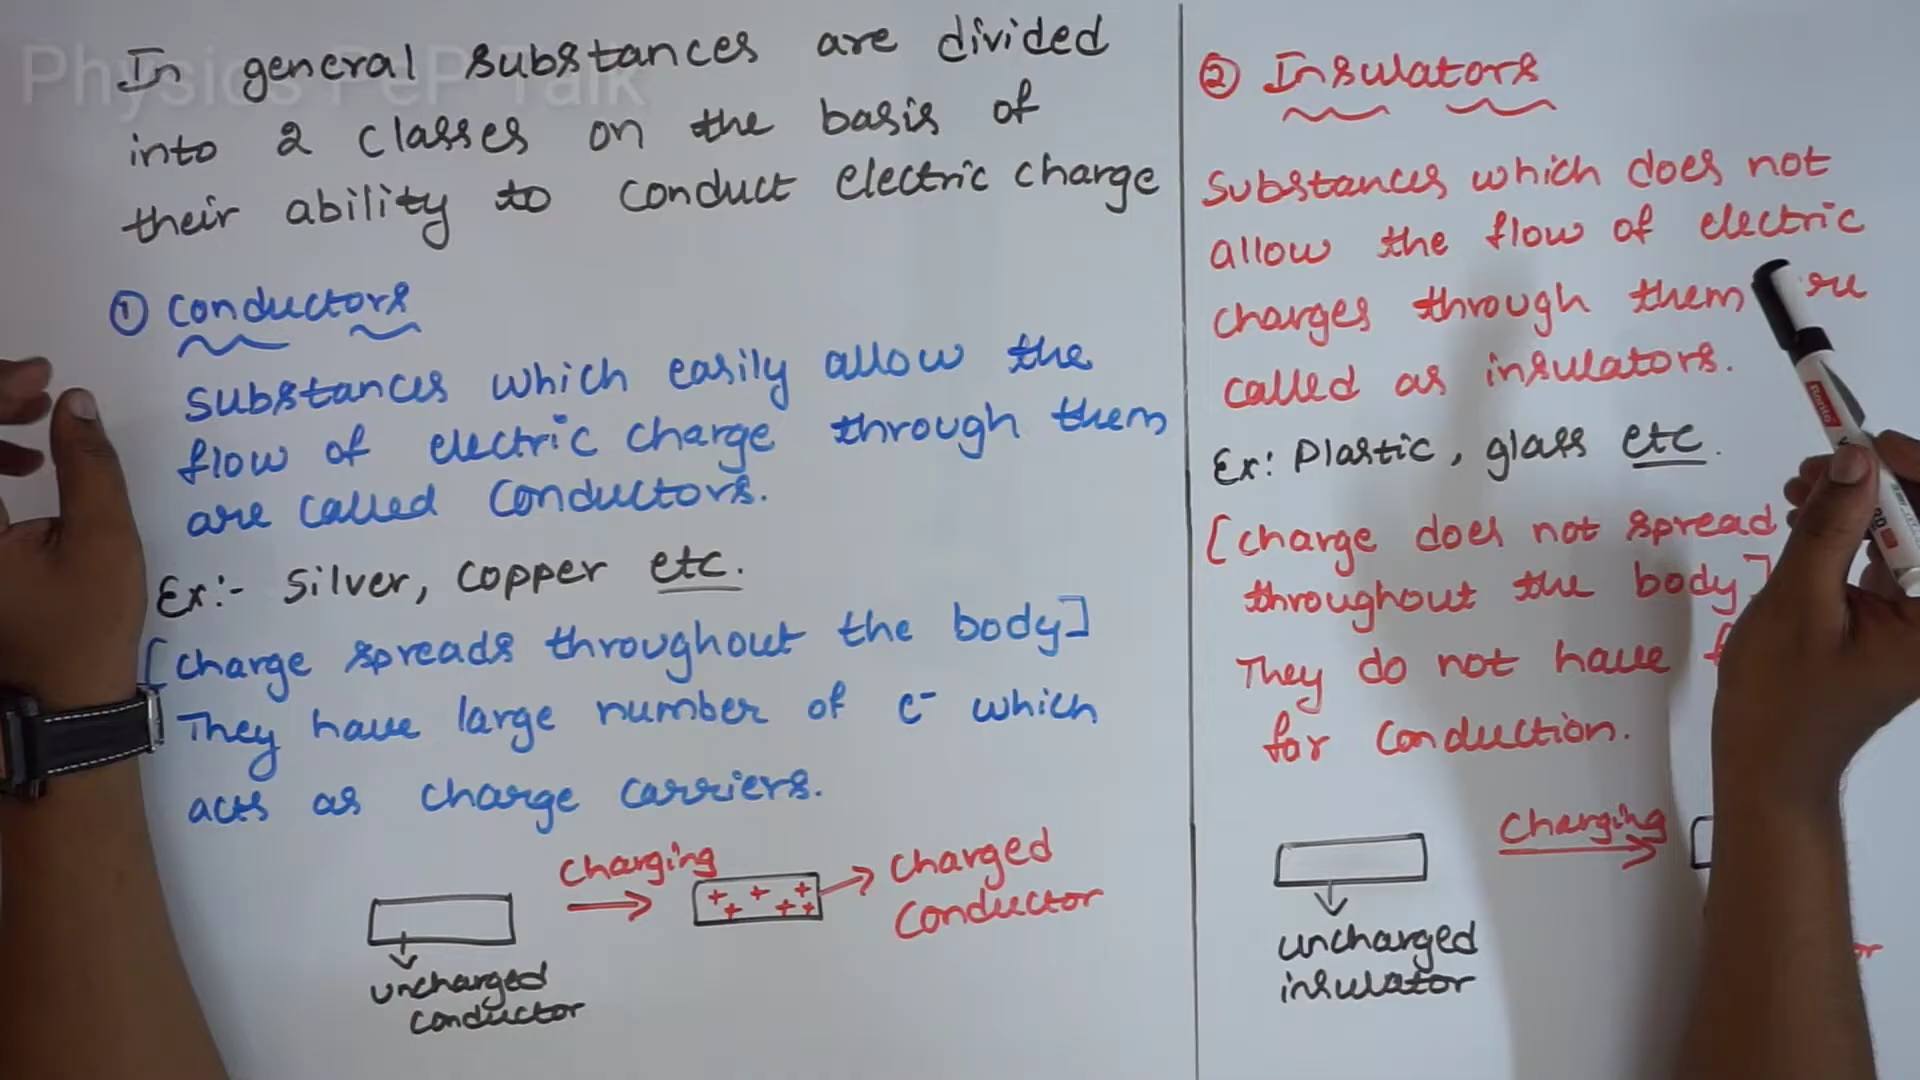 Physics PeP Talk
In general substances are divided
into 2 classes on the basis of
their ability to conduct electric charge
① Conductors
Substances which easily allow the
flow of electric charge through them
are called Conductors.
Ex:- Silver, Copper etc.
[Charge spreads throughout the body]
They have large number of e- which
acts as charge carriers.
Charging
Charged
Conductor
uncharged
conductor
② Insulators
Substances which does not
allow the flow of electric
charges through them
called as insulators.
Ex: Plastic, glass etc.
[Charge does not spread
throughout the body]
They do not have
for conduction.
Charging
uncharged
insulator